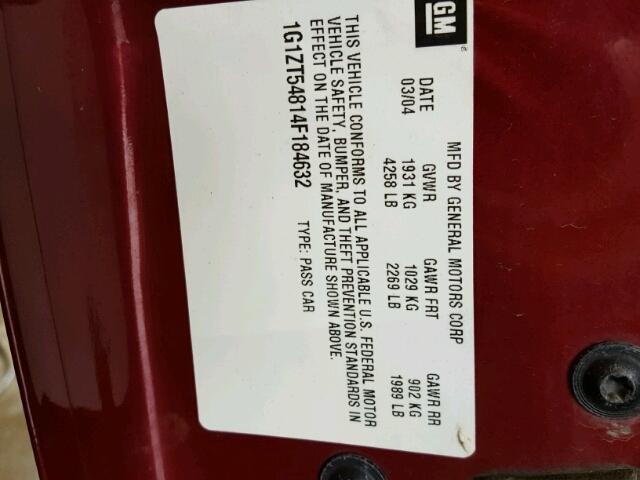 GM
MFD BY GENERAL MOTORS CORP
DATE GVWR GAWR FRT GAWR RR
03/04 1931 KG 1029 KG 902 KG
4258 LB 2269 LB 1989 LB
THIS VEHICLE CONFORMS TO ALL APPLICABLE U.S. FEDERAL MOTOR
VEHICLE SAFETY, BUMPER, AND THEFT PREVENTION STANDARDS IN
EFFECT ON THE DATE OF MANUFACTURE SHOWN ABOVE.
1G1ZT54814F184632 TYPE: PASS CAR